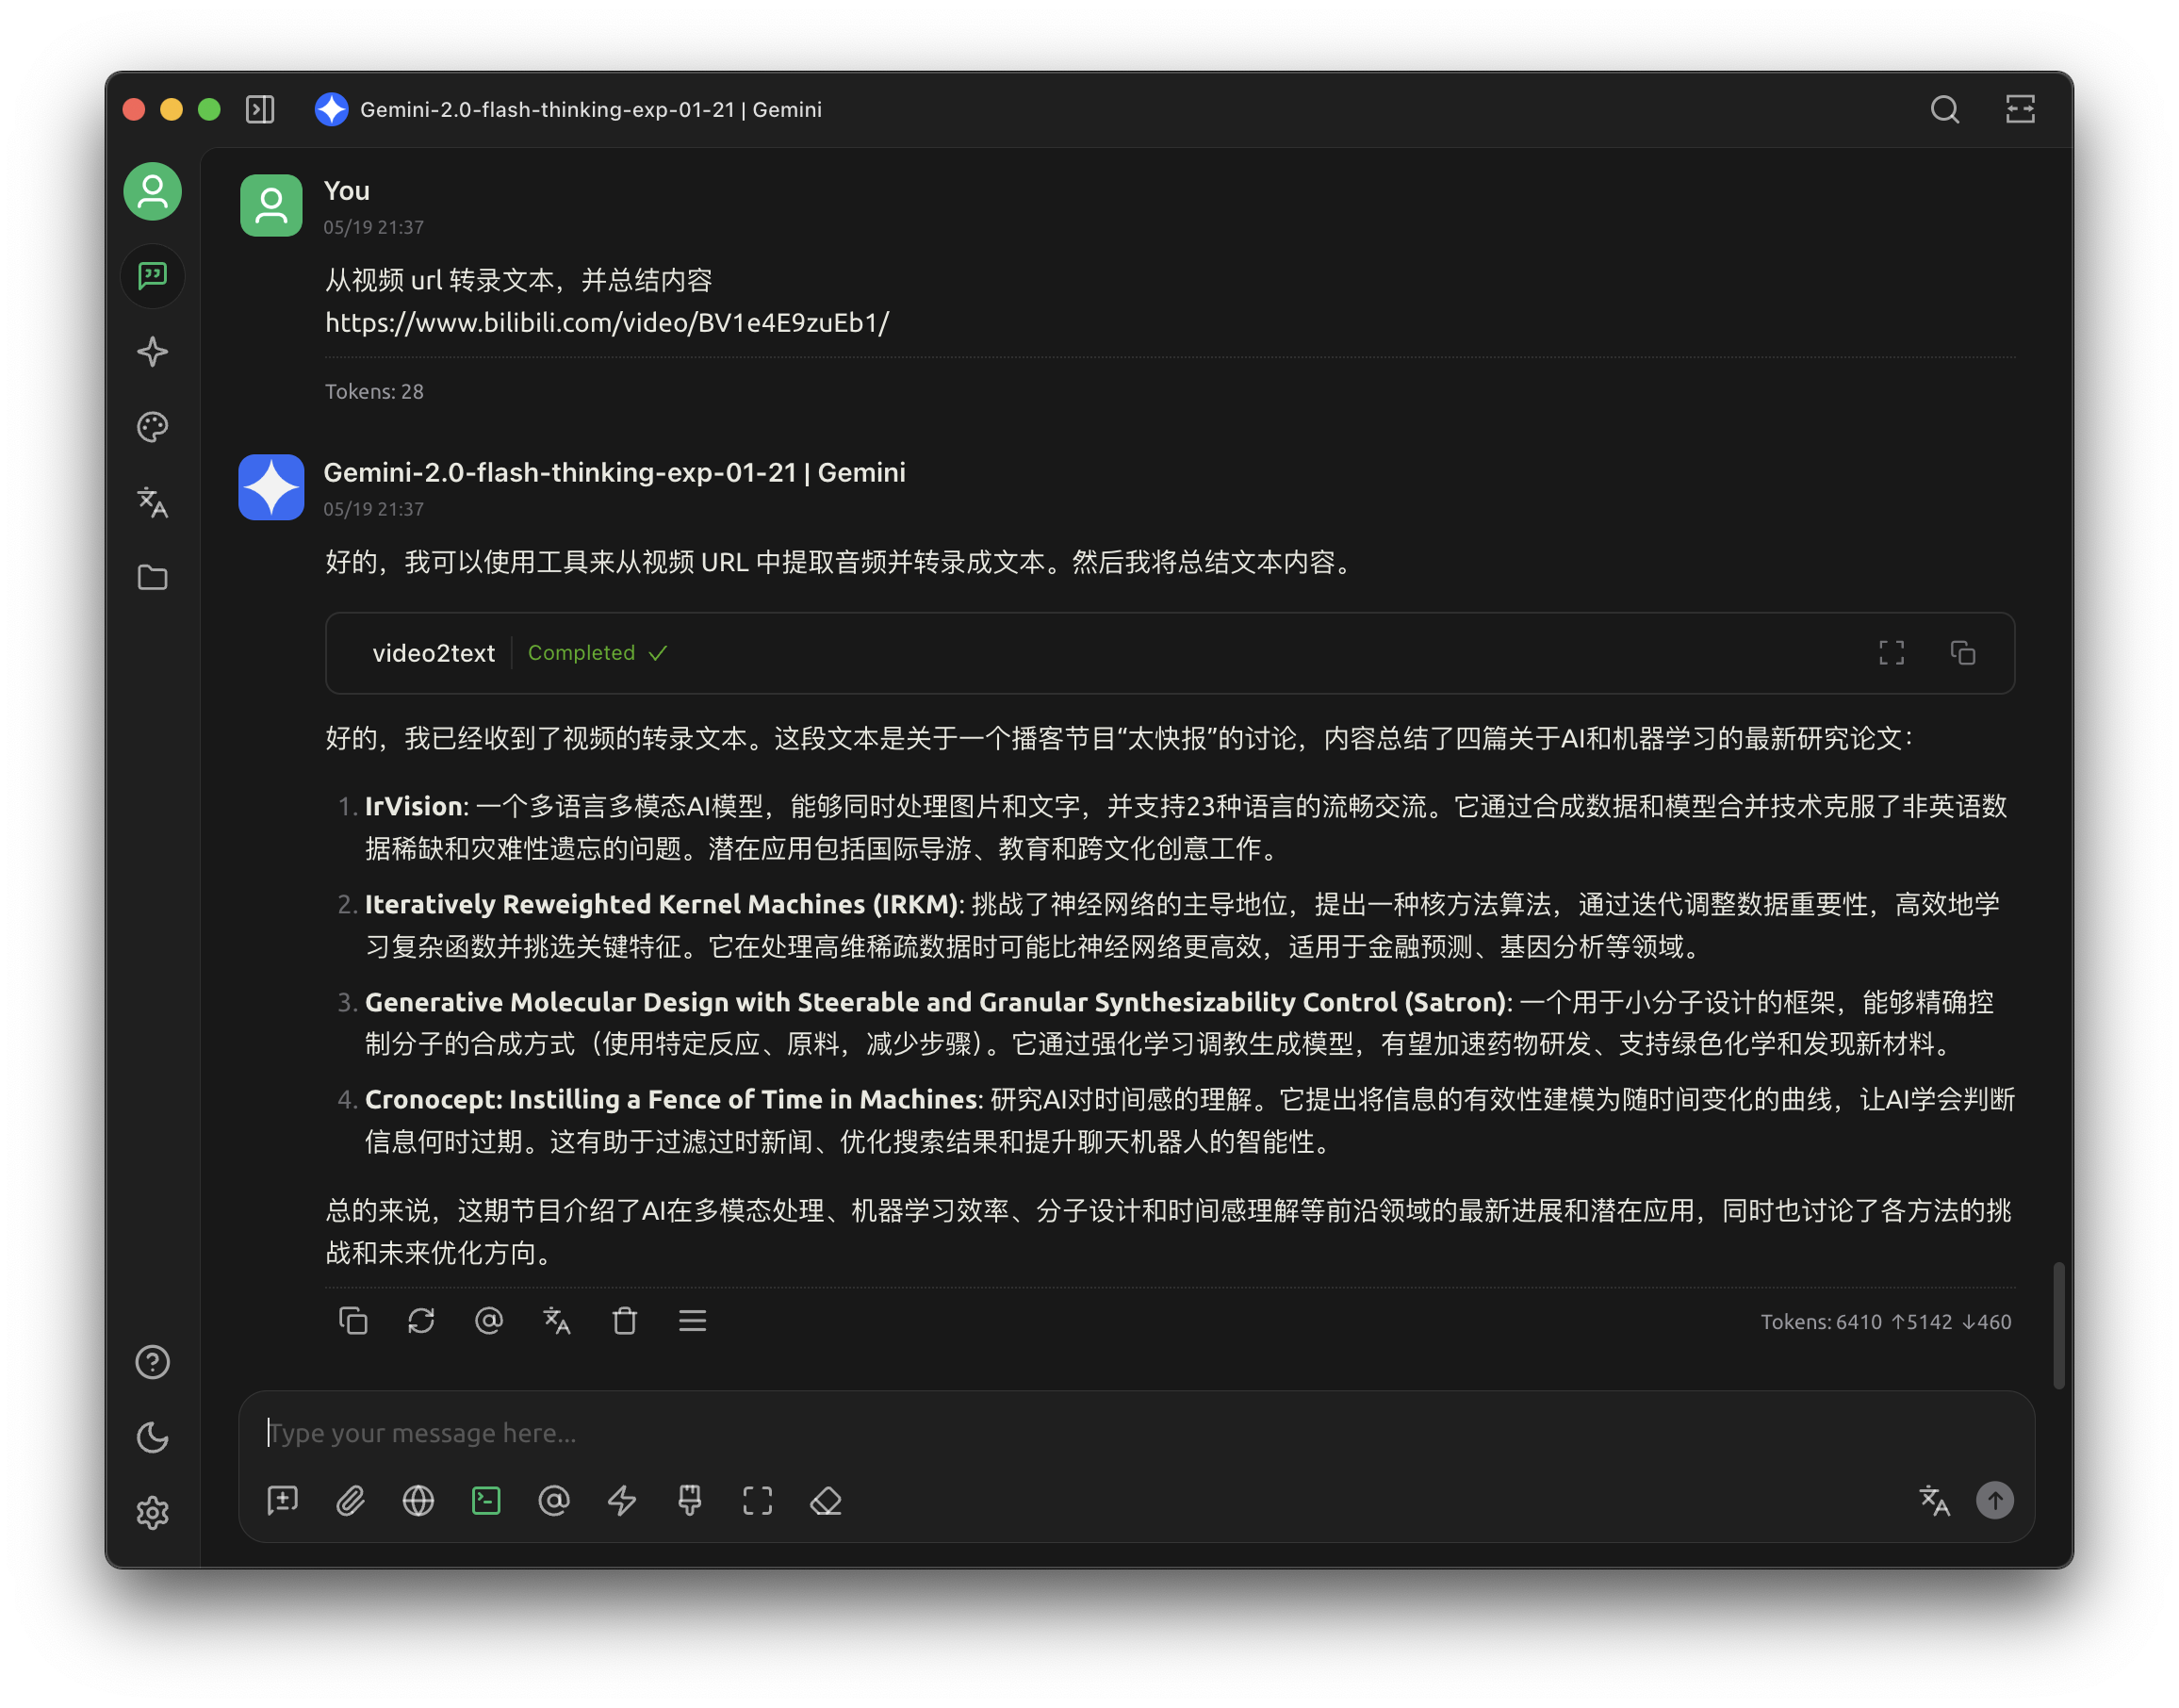 Gemini-2.0-flash-thinking-exp-01-21 | Gemini
You
05/19 21:37
从视频 url 转录文本，并总结内容
https://www.bilibili.com/video/BV1e4E9zuEb1/
Tokens: 28
Gemini-2.0-flash-thinking-exp-01-21 | Gemini
05/19 21:37
好的，我可以使用工具来从视频 URL 中提取音频并转录成文本。然后我将总结文本内容。
video2text Completed ✓
好的，我已经收到了视频的转录文本。这段文本是关于一个播客节目“太快报”的讨论，内容总结了四篇关于AI和机器学习的最新研究论文：
1. IrVision: 一个多语言多模态AI模型，能够同时处理图片和文字，并支持23种语言的流畅交流。它通过合成数据和模型合并技术克服了非英语数
据稀缺和灾难性遗忘的问题。潜在应用包括国际导游、教育和跨文化创意工作。
2. Iteratively Reweighted Kernel Machines (IRKM): 挑战了神经网络的主导地位，提出一种核方法算法，通过迭代调整数据重要性，高效地学
习复杂函数并挑选关键特征。它在处理高维稀疏数据时可能比神经网络更高效，适用于金融预测、基因分析等领域。
3. Generative Molecular Design with Steerable and Granular Synthesizability Control (Satron): 一个用于小分子设计的框架，能够精确控
制分子的合成方式（使用特定反应、原料，减少步骤）。它通过强化学习调教生成模型，有望加速药物研发、支持绿色化学和发现新材料。
4. Cronocept: Instilling a Fence of Time in Machines: 研究AI对时间感的理解。它提出将信息的有效性建模为随时间变化的曲线，让AI学会判断
信息何时过期。这有助于过滤过时新闻、优化搜索结果和提升聊天机器人的智能性。
总的来说，这期节目介绍了AI在多模态处理、机器学习效率、分子设计和时间感理解等前沿领域的最新进展和潜在应用，同时也讨论了各方法的挑
战和未来优化方向。
Tokens: 6410 ↑5142 ↓460
Type your message here...